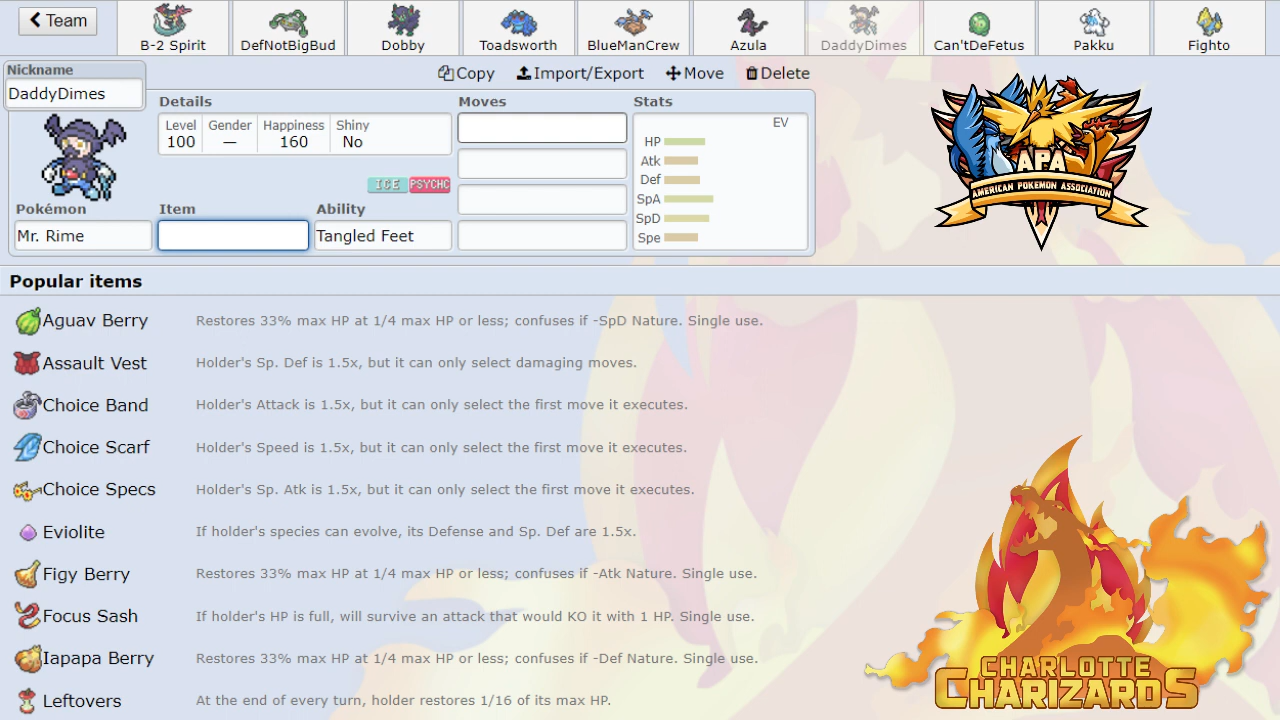 Team
B-2 Spirit
DefNotBigBud
Dobby
Toadsworth
BlueManCrew
Azula
DaddyDimes
Can'tDeFetus
Pakku
Fighto
Copy
Import/Export
Move
Delete
Nickname
DaddyDimes
Details
Level
100
Gender
—
Happiness
160
Shiny
No
ICE
PSYCHC
Pokémon
Mr. Rime
Item
Ability
Tangled Feet
Moves
Stats
EV
HP
Atk
Def
SpA
SpD
Spe
APA
AMERICAN POKEMON ASSOCIATION
Popular items
Aguav Berry Restores 33% max HP at 1/4 max HP or less; confuses if -SpD Nature. Single use.
Assault Vest Holder's Sp. Def is 1.5x, but it can only select damaging moves.
Choice Band Holder's Attack is 1.5x, but it can only select the first move it executes.
Choice Scarf Holder's Speed is 1.5x, but it can only select the first move it executes.
Choice Specs Holder's Sp. Atk is 1.5x, but it can only select the first move it executes.
Eviolite If holder's species can evolve, its Defense and Sp. Def are 1.5x.
Figy Berry Restores 33% max HP at 1/4 max HP or less; confuses if -Atk Nature. Single use.
Focus Sash If holder's HP is full, will survive an attack that would KO it with 1 HP. Single use.
Iapapa Berry Restores 33% max HP at 1/4 max HP or less; confuses if -Def Nature. Single use.
Leftovers At the end of every turn, holder restores 1/16 of its max HP.
CHARLOTTE
CHARIZARDS